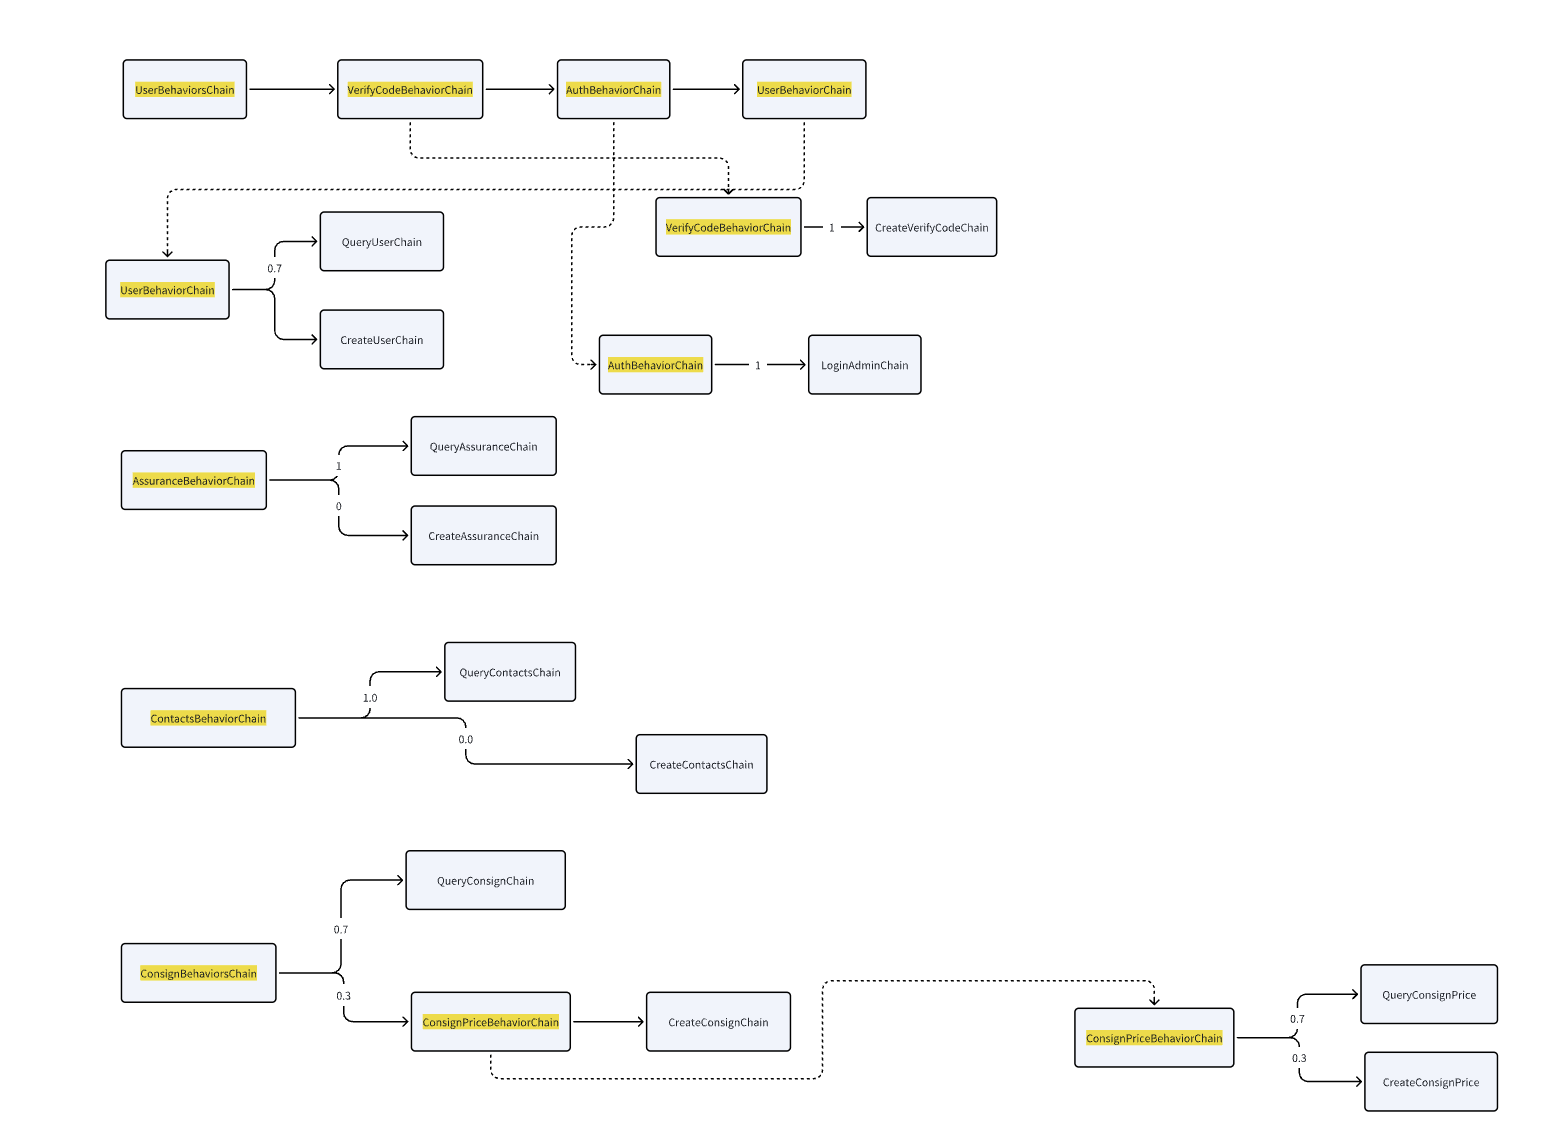 UserBehaviorsChain
VerifyCodeBehaviorChain
AuthBehaviorChain
UserBehaviorChain
VerifyCodeBehaviorChain
1
CreateVerifyCodeChain
QueryUserChain
0.7
UserBehaviorChain
CreateUserChain
AuthBehaviorChain
1
LoginAdminChain
QueryAssuranceChain
1
AssuranceBehaviorChain
0
CreateAssuranceChain
QueryContactsChain
1.0
ContactsBehaviorChain
0.0
CreateContactsChain
QueryConsignChain
0.7
ConsignBehaviorsChain
0.3
ConsignPriceBehaviorChain
CreateConsignChain
QueryConsignPrice
0.7
ConsignPriceBehaviorChain
0.3
CreateConsignPrice